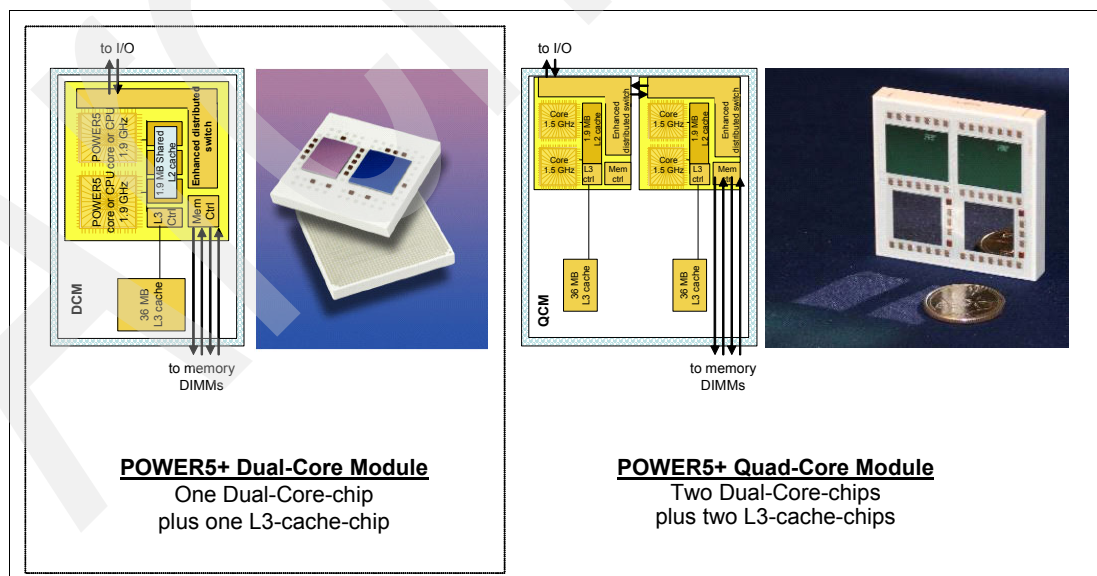 to I/O
POWER5
core or CPU
1.9 GHz
POWER5
core or CPU
1.9 GHz
1.9 MB Shared
L2 cache
Enhanced distributed
switch
L3
Ctrl
Mem
Ctrl
DCM
36 MB
L3 cache
to memory
DIMMs
POWER5+ Dual-Core Module
One Dual-Core-chip
plus one L3-cache-chip
to I/O
Core
1.5 GHz
Core
1.5 GHz
1.9 MB
L2 cache
Enhanced
distributed switch
L3
ctrl
Mem
ctrl
Core
1.5 GHz
Core
1.5 GHz
1.9 MB
L2 cache
Enhanced
distributed switch
L3
ctrl
Mem
ctrl
QCM
36 MB
L3 cache
36 MB
L3 cache
to memory
DIMMs
POWER5+ Quad-Core Module
Two Dual-Core-chips
plus two L3-cache-chips